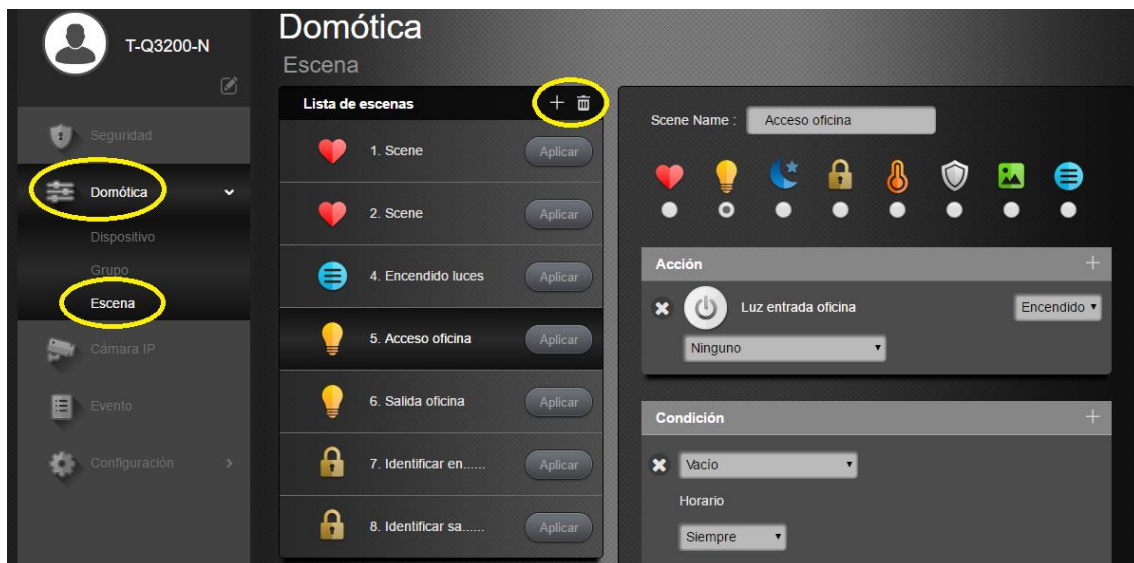 T-Q3200-N
Seguridad
Domótica
Dispositivo
Grupo
Escena
Cámara IP
Evento
Configuración
Domótica
Escena
Lista de escenas
1. Scene Aplicar
2. Scene Aplicar
4. Encendido luces Aplicar
5. Acceso oficina Aplicar
6. Salida oficina Aplicar
7. Identificar en...... Aplicar
8. Identificar sa...... Aplicar
Scene Name : Acceso oficina
Acción
Luz entrada oficina Encendido
Ninguno
Condición
Vacío
Horario
Siempre